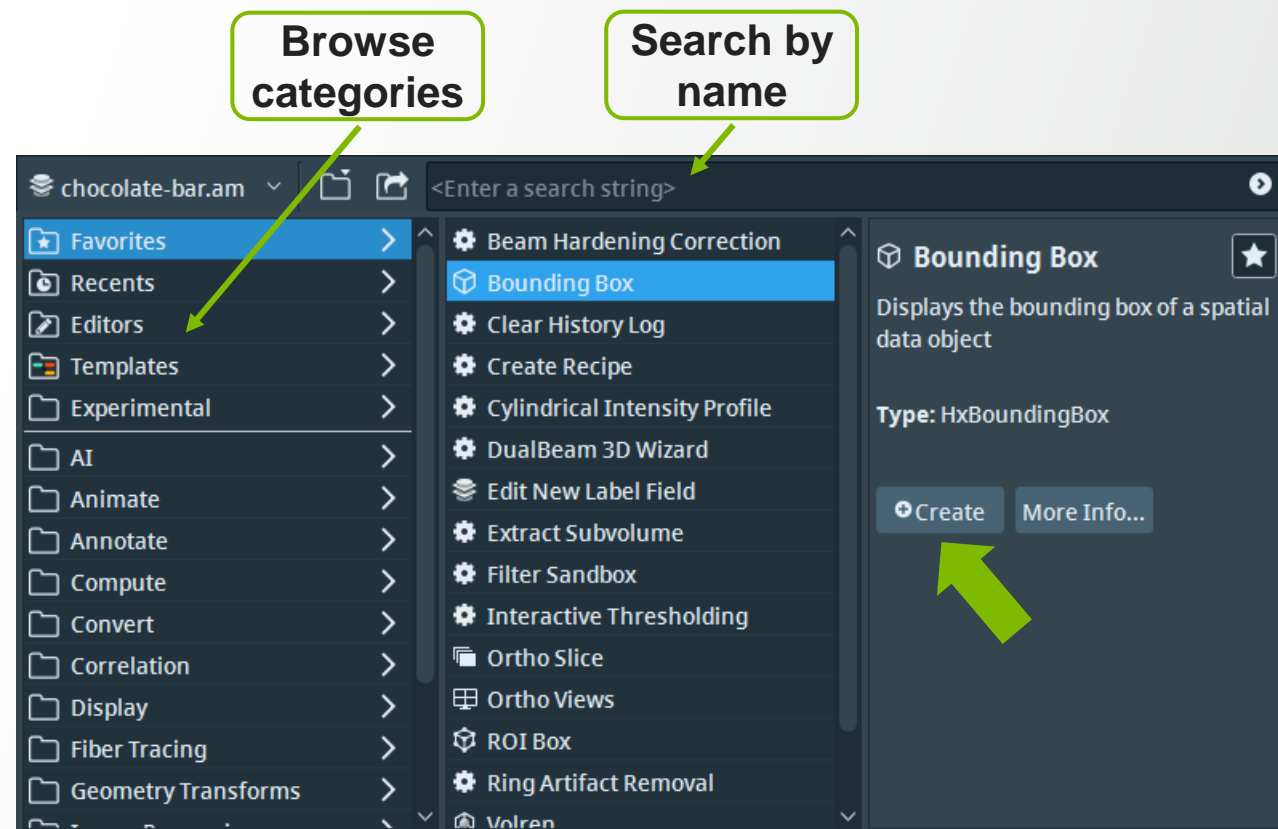 Browse
categories
Search by
name
chocolate-bar.am
<Enter a search string>
Favorites
Recents
Editors
Templates
Experimental
AI
Animate
Annotate
Compute
Convert
Correlation
Display
Fiber Tracing
Geometry Transforms
Beam Hardening Correction
Bounding Box
Clear History Log
Create Recipe
Cylindrical Intensity Profile
DualBeam 3D Wizard
Edit New Label Field
Extract Subvolume
Filter Sandbox
Interactive Thresholding
Ortho Slice
Ortho Views
ROI Box
Ring Artifact Removal
Volren
Bounding Box
Displays the bounding box of a spatial
data object
Type: HxBoundingBox
Create
More Info...